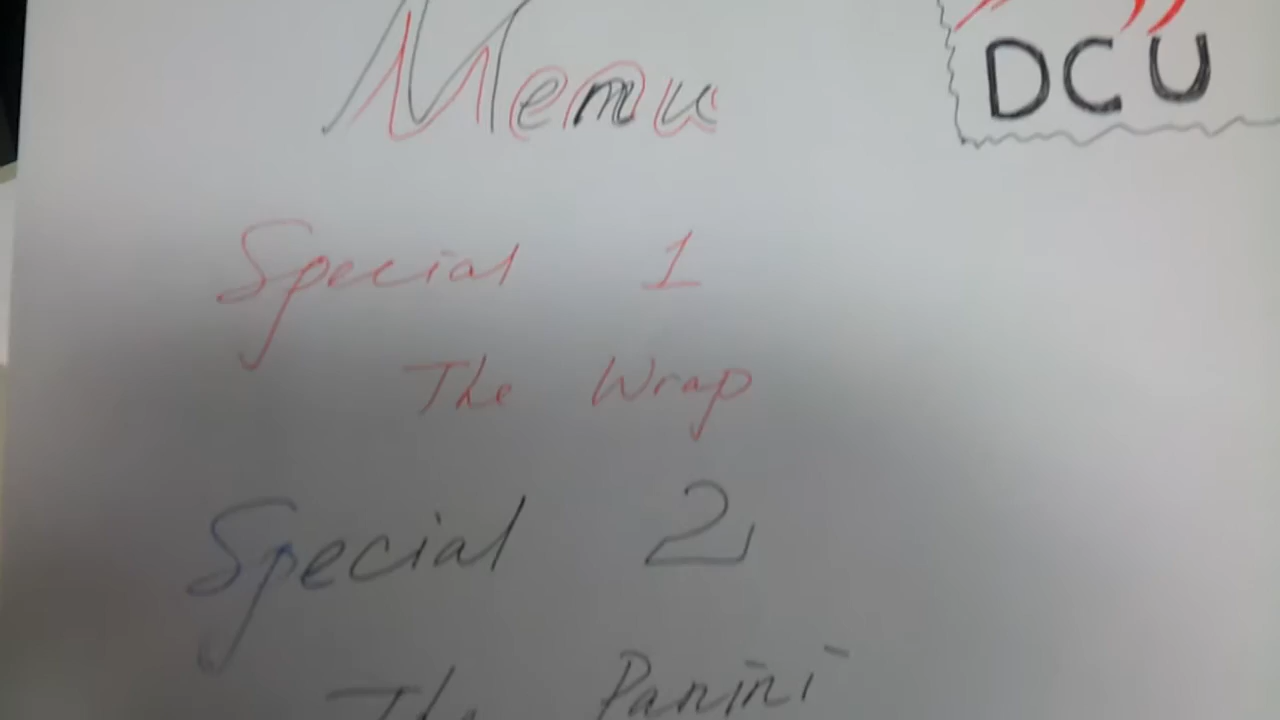 Menu
DCU
Special 1
The Wrap
Special 2
The Panini